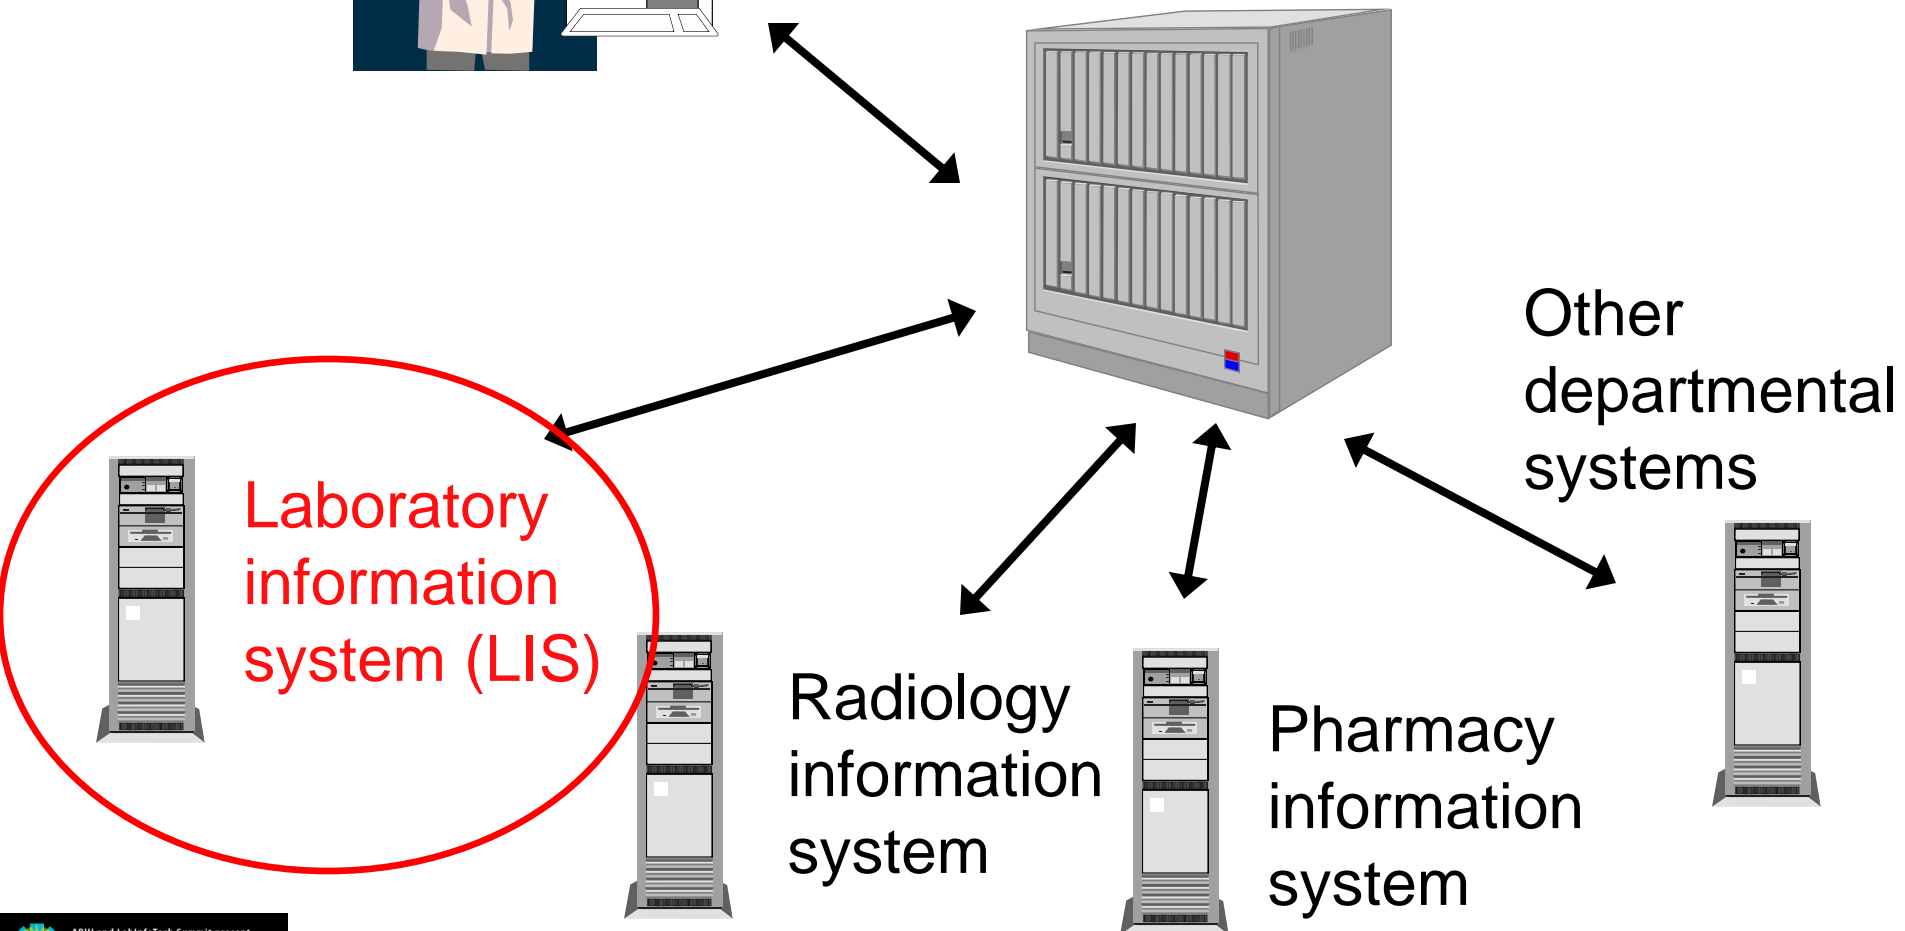 Other
departmental
systems
Laboratory
information
system (LIS)
Radiology
information
system
Pharmacy
information
system